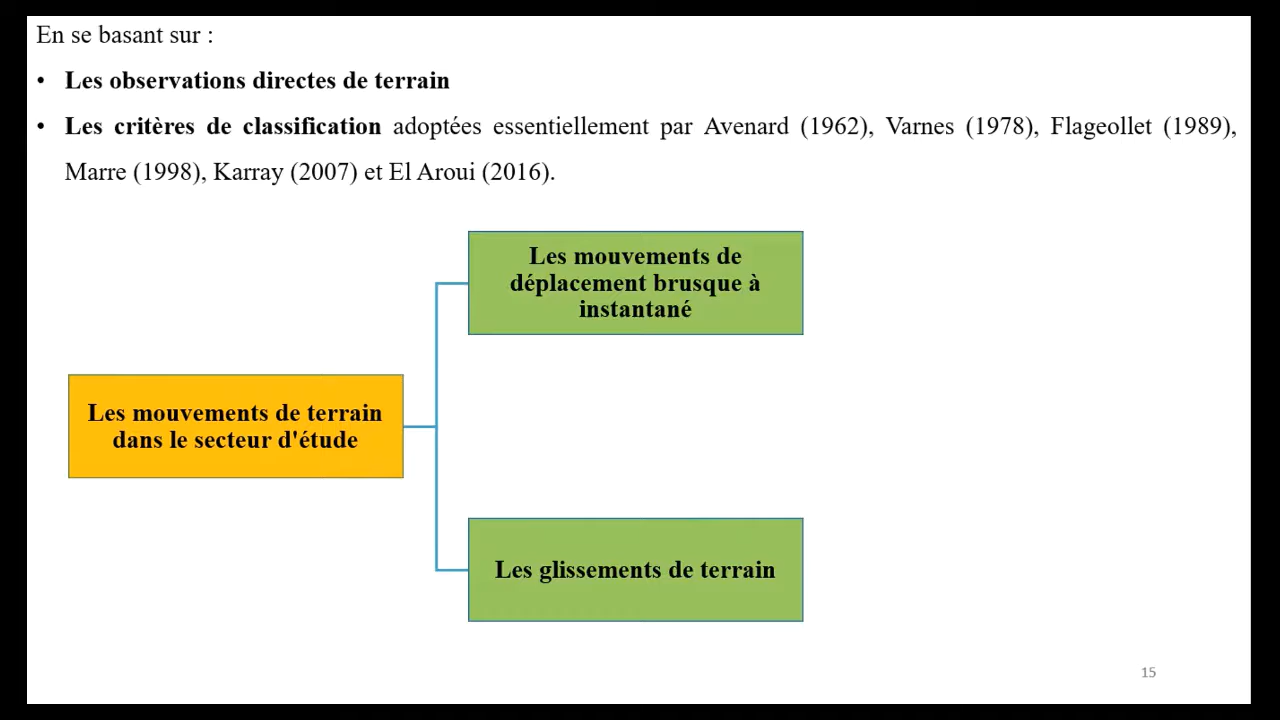 En se basant sur :
• Les observations directes de terrain
• Les critères de classification adoptées essentiellement par Avenard (1962), Varnes (1978), Flageollet (1989),
Marre (1998), Karray (2007) et El Aroui (2016).
Les mouvements de
déplacement brusque à
instantané
Les mouvements de terrain
dans le secteur d'étude
Les glissements de terrain
15